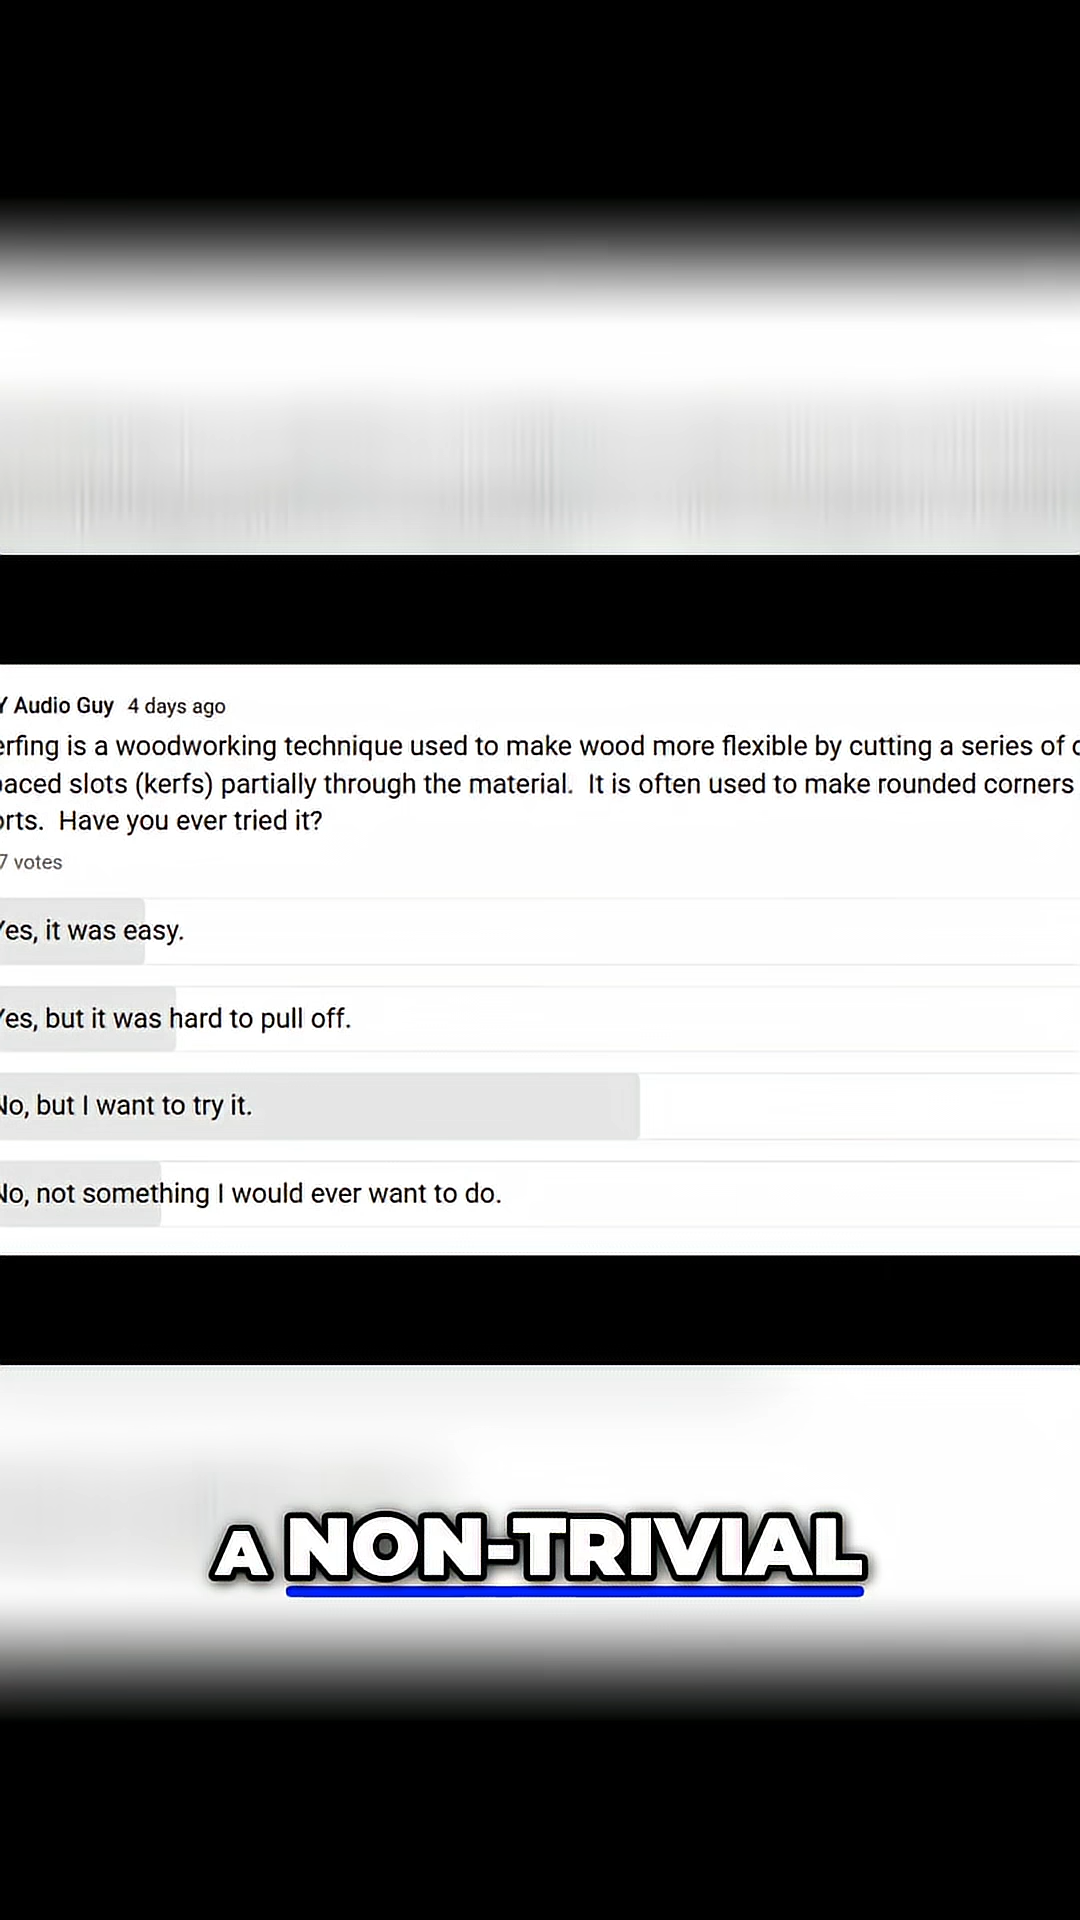 Y Audio Guy 4 days ago
erfing is a woodworking technique used to make wood more flexible by cutting a series of c
paced slots (kerfs) partially through the material. It is often used to make rounded corners
orts. Have you ever tried it?
7 votes
Yes, it was easy.
Yes, but it was hard to pull off.
No, but I want to try it.
No, not something I would ever want to do.
A NON-TRIVIAL